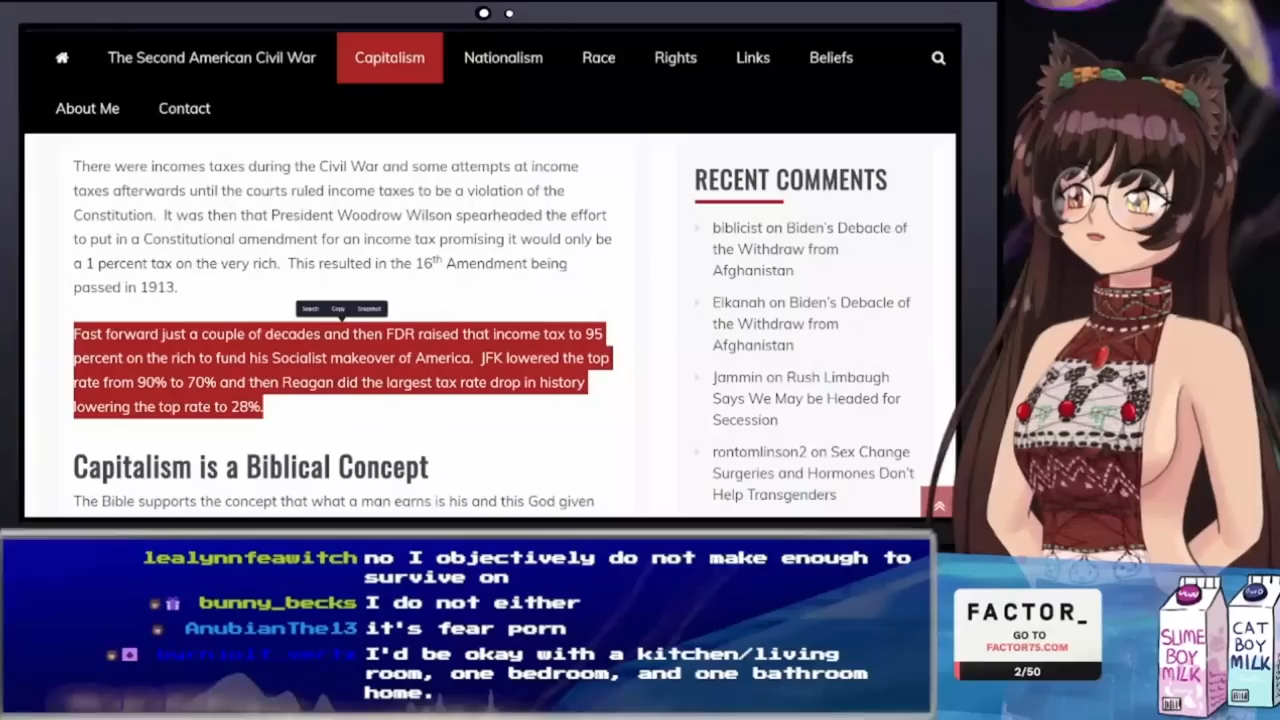 The Second American Civil War
Capitalism
Nationalism
Race
Rights
Links
Beliefs
About Me
Contact
There were incomes taxes during the Civil War and some attempts at income
taxes afterwards until the courts ruled income taxes to be a violation of the
Constitution. It was then that President Woodrow Wilson spearheaded the effort
to put in a Constitutional amendment for an income tax promising it would only be
a 1 percent tax on the very rich. This resulted in the 16th Amendment being
passed in 1913.
Search Copy Snapshot
Fast forward just a couple of decades and then FDR raised that income tax to 95
percent on the rich to fund his Socialist makeover of America. JFK lowered the top
rate from 90% to 70% and then Reagan did the largest tax rate drop in history
lowering the top rate to 28%.
Capitalism is a Biblical Concept
The Bible supports the concept that what a man earns is his and this God given
RECENT COMMENTS
biblicist on Biden's Debacle of
the Withdraw from
Afghanistan
Elkanah on Biden's Debacle of
the Withdraw from
Afghanistan
Jammin on Rush Limbaugh
Says We May be Headed for
Secession
rontomlinson2 on Sex Change
Surgeries and Hormones Don't
Help Transgenders
lealynnfeawitch no I objectively do not make enough to
survive on
bunny_becks I do not either
AnubianThe13 it's fear porn
I'd be okay with a kitchen/living
room, one bedroom, and one bathroom
home.
FACTOR_
GO TO
FACTOR75.COM
2/50
SLIME
BOY
MILK
CAT
BOY
MILK